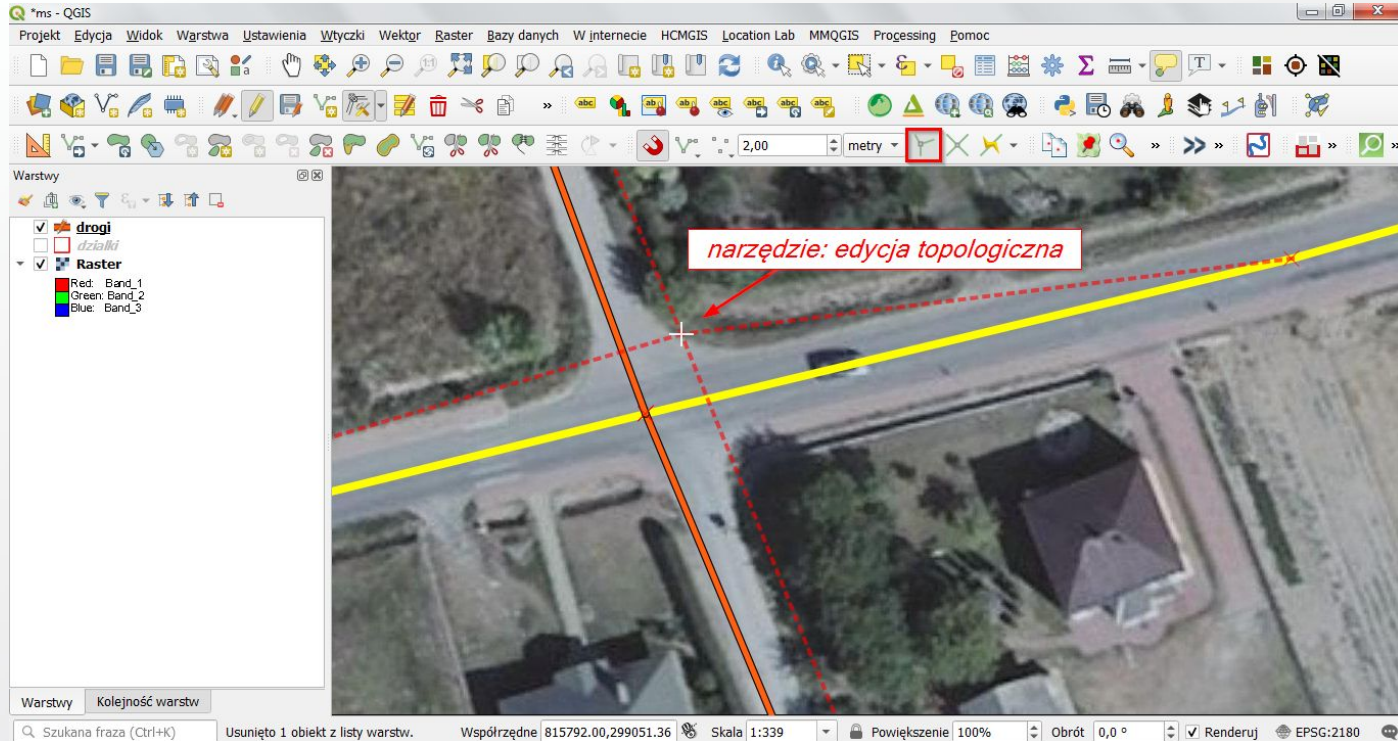 *ms - QGIS
Projekt Edycja Widok Warstwa Ustawienia Wtyczki Wektor Raster Bazy danych W internecie HCMGIS Location Lab MMQGIS Processing Pomoc
2,00 metry
Warstwy
drogi
dzialki
Raster
Red: Band_1
Green: Band_2
Blue: Band_3
narzędzie: edycja topologiczna
Warstwy Kolejność warstw
Szukana fraza (Ctrl+K) Usunięto 1 obiekt z listy warstw. Współrzędne 815792.00,299051.36 Skala 1:339 Powiększenie 100% Obrót 0,0 ° Renderuj EPSG:2180